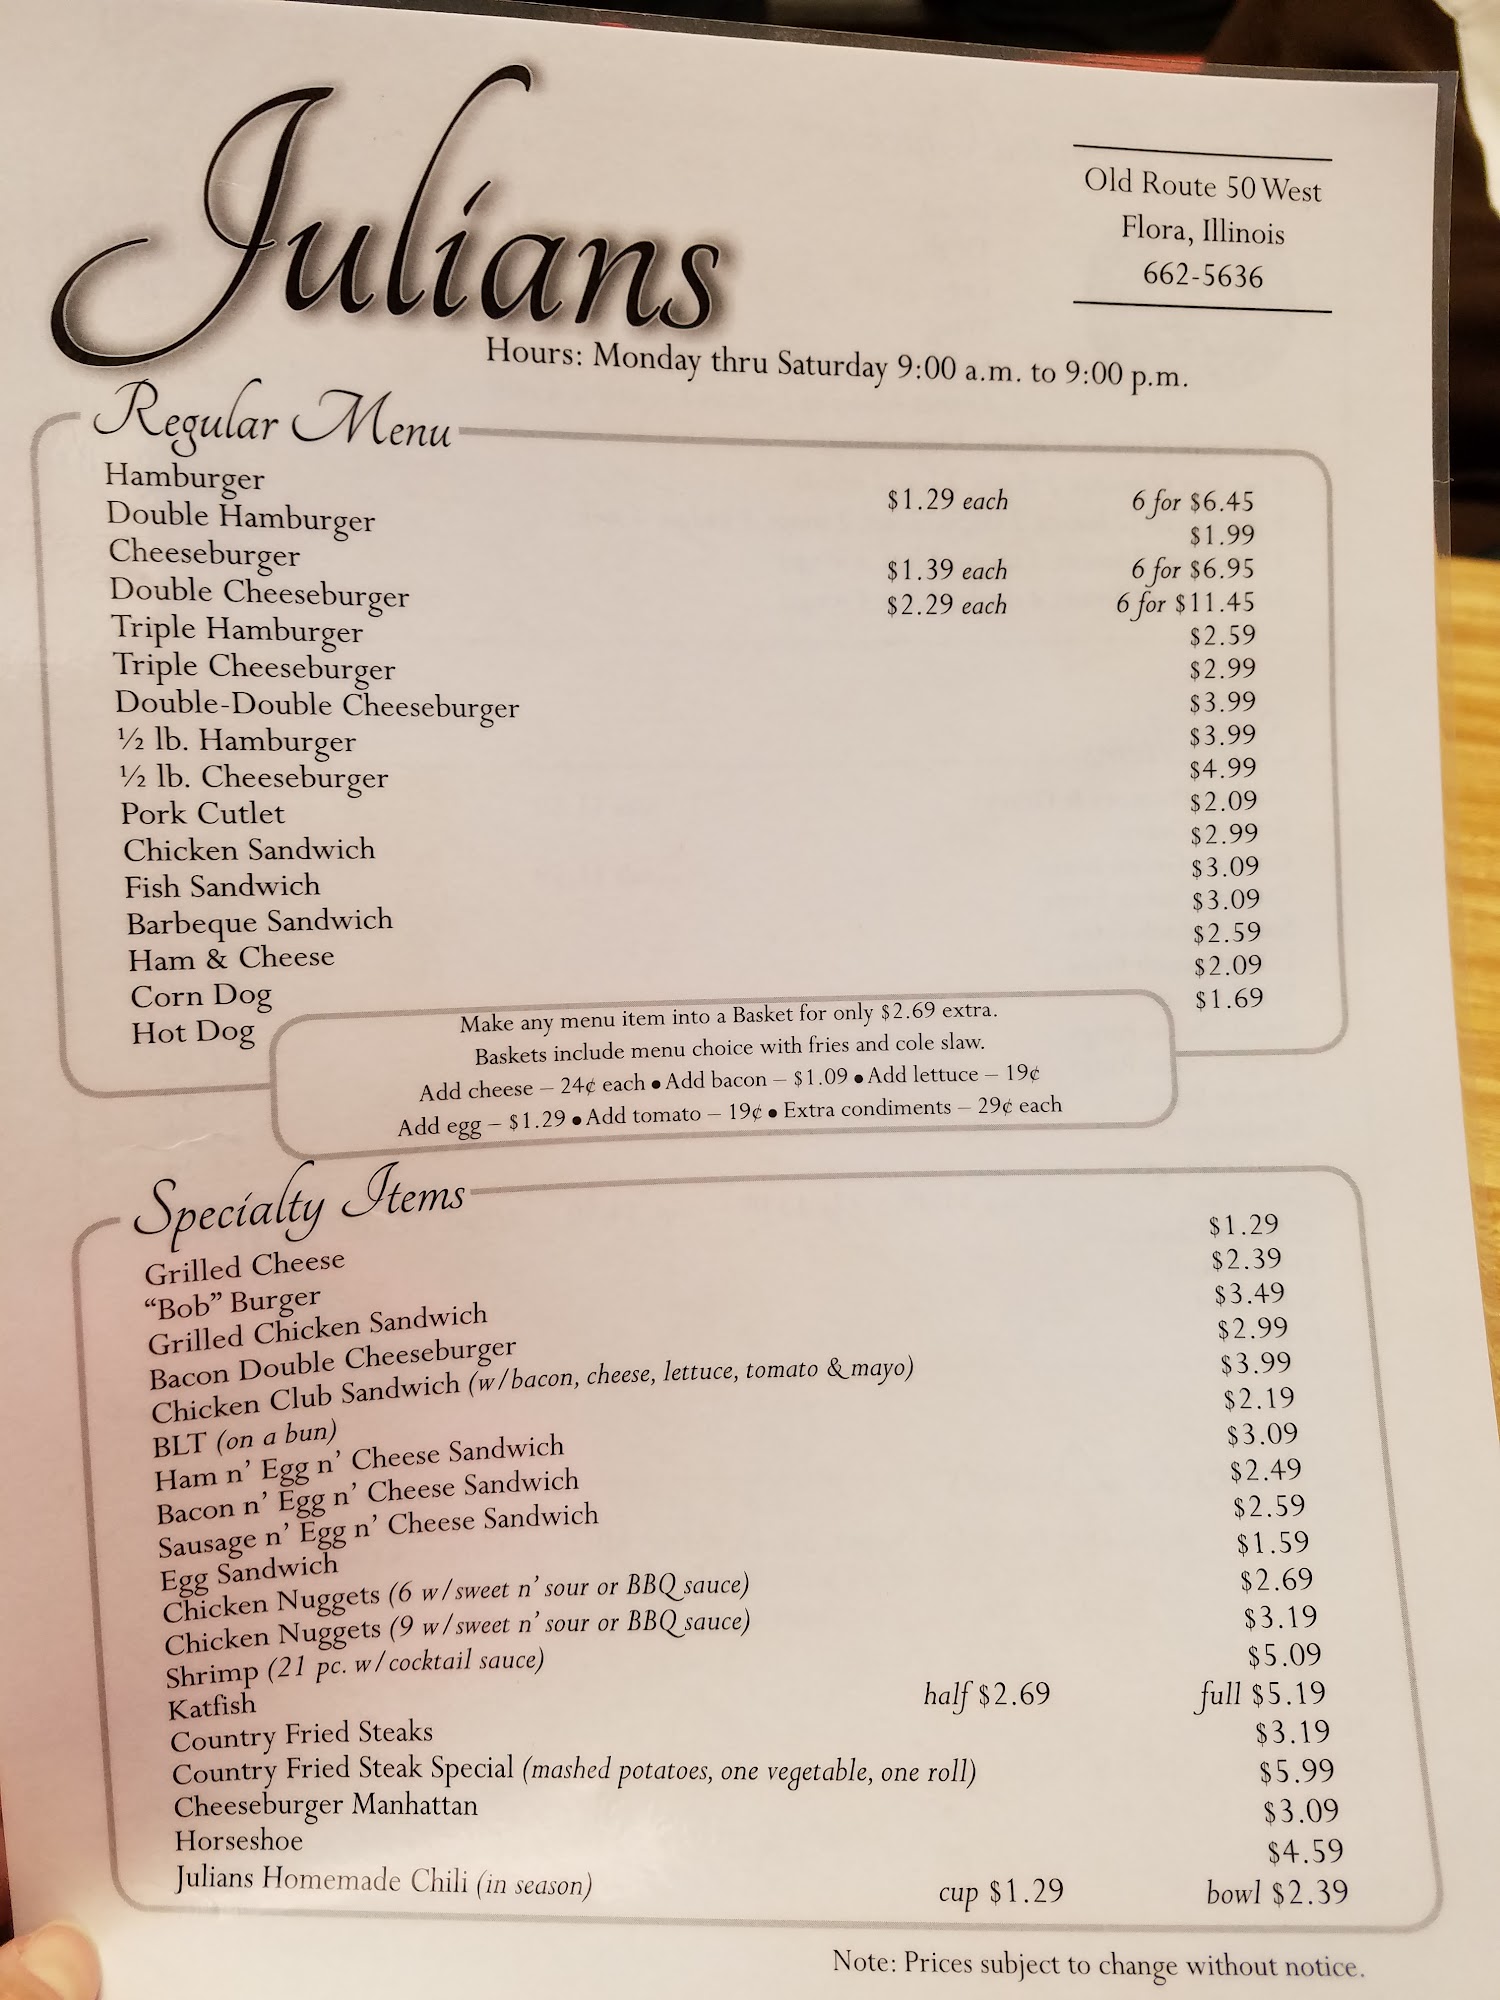 Julians
Old Route 50 West
Flora, Illinois
662-5636
Hours: Monday thru Saturday 9:00 a.m. to 9:00 p.m.
Regular Menu
Hamburger $1.29 each 6 for $6.45
Double Hamburger $1.99
Cheeseburger $1.39 each 6 for $6.95
Double Cheeseburger $2.29 each 6 for $11.45
Triple Hamburger $2.59
Triple Cheeseburger $2.99
Double-Double Cheeseburger $3.99
½ lb. Hamburger $3.99
½ lb. Cheeseburger $4.99
Pork Cutlet $2.09
Chicken Sandwich $2.99
Fish Sandwich $3.09
Barbeque Sandwich $3.09
Ham & Cheese $2.59
Corn Dog $2.09
Hot Dog $1.69
Make any menu item into a Basket for only $2.69 extra.
Baskets include menu choice with fries and cole slaw.
Add cheese – 24¢ each • Add bacon – $1.09 • Add lettuce – 19¢
Add egg – $1.29 • Add tomato – 19¢ • Extra condiments – 29¢ each
Specialty Items
Grilled Cheese $1.29
“Bob” Burger $2.39
Grilled Chicken Sandwich $3.49
Bacon Double Cheeseburger $2.99
Chicken Club Sandwich (w/bacon, cheese, lettuce, tomato & mayo) $3.99
BLT (on a bun) $2.19
Ham n’ Egg n’ Cheese Sandwich $3.09
Bacon n’ Egg n’ Cheese Sandwich $2.49
Sausage n’ Egg n’ Cheese Sandwich $2.59
Egg Sandwich $1.59
Chicken Nuggets (6 w/sweet n’ sour or BBQ sauce) $2.69
Chicken Nuggets (9 w/sweet n’ sour or BBQ sauce) $3.19
Shrimp (21 pc. w/cocktail sauce) $5.09
Katfish half $2.69 full $5.19
Country Fried Steaks $3.19
Country Fried Steak Special (mashed potatoes, one vegetable, one roll) $5.99
Cheeseburger Manhattan $3.09
Horseshoe $4.59
Julians Homemade Chili (in season) cup $1.29 bowl $2.39
Note: Prices subject to change without notice.